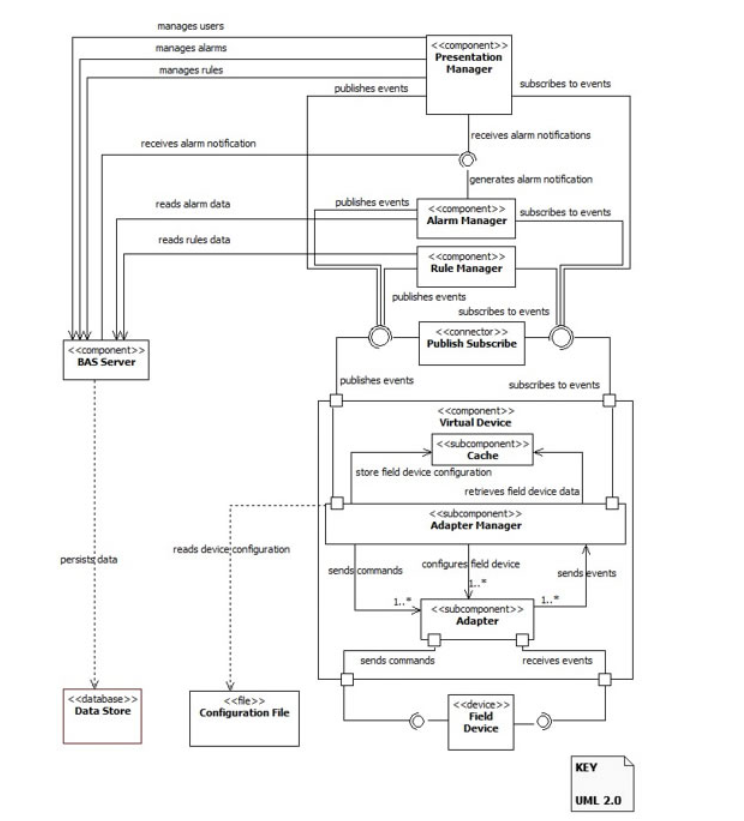 manages users
<<component>>
Presentation
Manager
manages alarms
manages rules
publishes events
subscribes to events
receives alarm notifications
receives alarm notification
generates alarm notification
reads alarm data
publishes events
<<component>>
Alarm Manager
subscribes to events
reads rules data
<<component>>
Rule Manager
publishes events
subscribes to events
<<connector>>
Publish Subscribe
<<component>>
BAS Server
publishes events
subscribes to events
<<component>>
Virtual Device
<<subcomponent>>
Cache
store field device configuration
retrieves field device data
<<subcomponent>>
Adapter Manager
reads device configuration
persists data
sends commands
configures field device
sends events
1..*
1..*
1..*
<<subcomponent>>
Adapter
sends commands
receives events
<<database>>
Data Store
<<file>>
Configuration File
<<device>>
Field
Device
KEY
UML 2.0